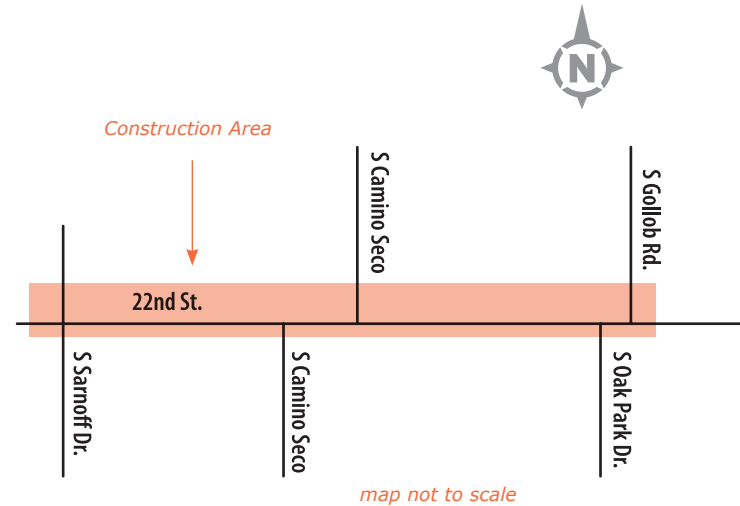 N
Construction Area
S Camino Seco
S Gollob Rd.
22nd St.
S Sarnoff Dr.
S Camino Seco
S Oak Park Dr.
map not to scale